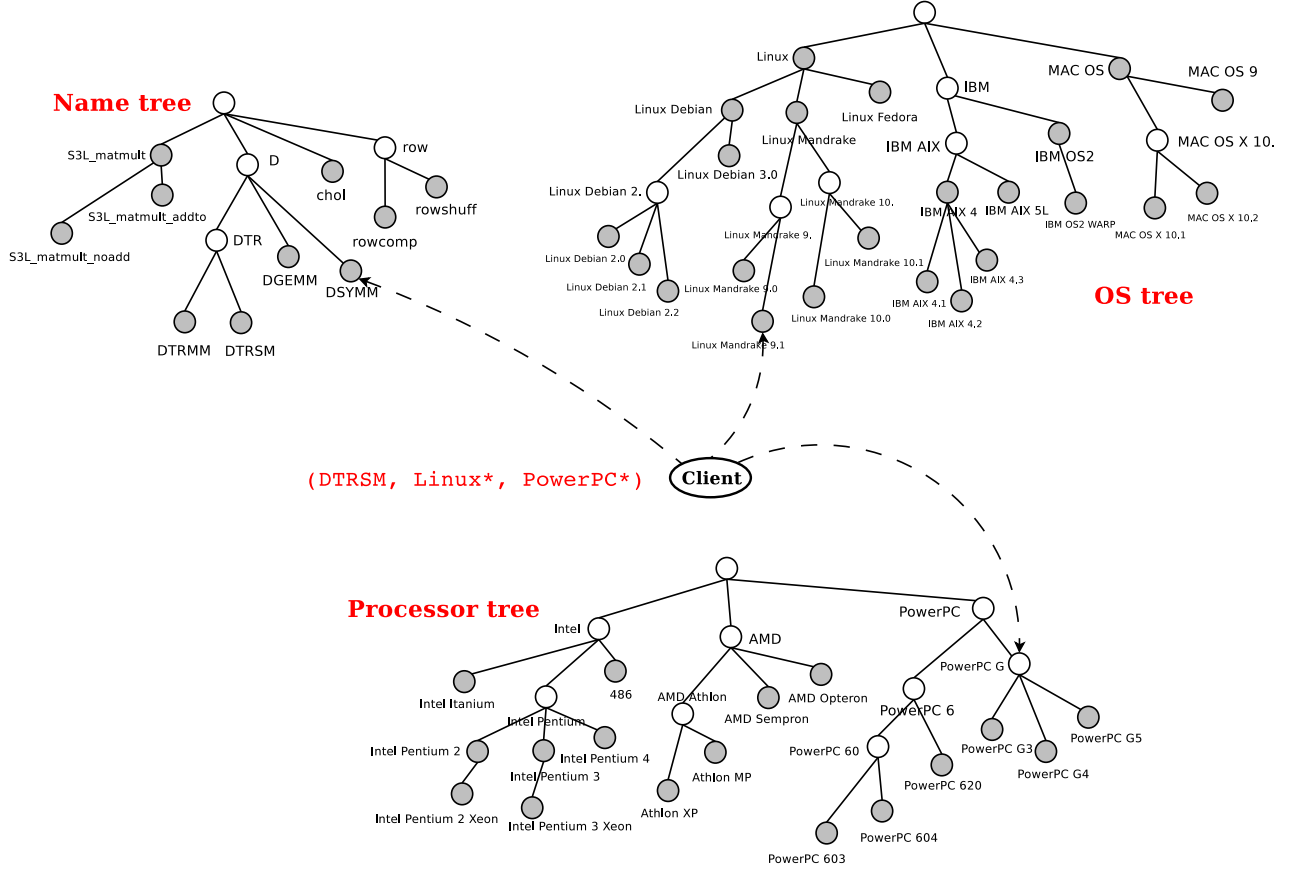 Name tree
S3L_matmult
D
row
chol
rowshuff
S3L_matmult_addto
rowcomp
DTR
S3L_matmult_noadd
DGEMM
DSYMM
DTRMM
DTRSM
Linux
MAC OS
MAC OS 9
IBM
Linux Debian
Linux Fedora
Linux Mandrake
IBM AIX
IBM OS2
MAC OS X 10.
Linux Debian 3.0
Linux Debian 2.
Linux Mandrake 10.
IBM AIX 4
IBM AIX 5L
IBM OS2 WARP
MAC OS X 10.1
MAC OS X 10.2
Linux Mandrake 9.
Linux Debian 2.0
Linux Mandrake 10.1
Linux Debian 2.1
Linux Mandrake 9.0
IBM AIX 4.3
IBM AIX 4.1
Linux Debian 2.2
Linux Mandrake 10.0
IBM AIX 4.2
Linux Mandrake 9.1
OS tree
(DTRSM, Linux*, PowerPC*)
Client
Processor tree
Intel
AMD
PowerPC
PowerPC G
486
Intel Itanium
AMD Athlon
AMD Opteron
Intel Pentium
AMD Sempron
PowerPC 6
Intel Pentium 2
Intel Pentium 4
PowerPC 60
PowerPC G3
PowerPC G5
Intel Pentium 3
Athlon MP
PowerPC 620
PowerPC G4
Intel Pentium 2 Xeon
Intel Pentium 3 Xeon
Athlon XP
PowerPC 604
PowerPC 603